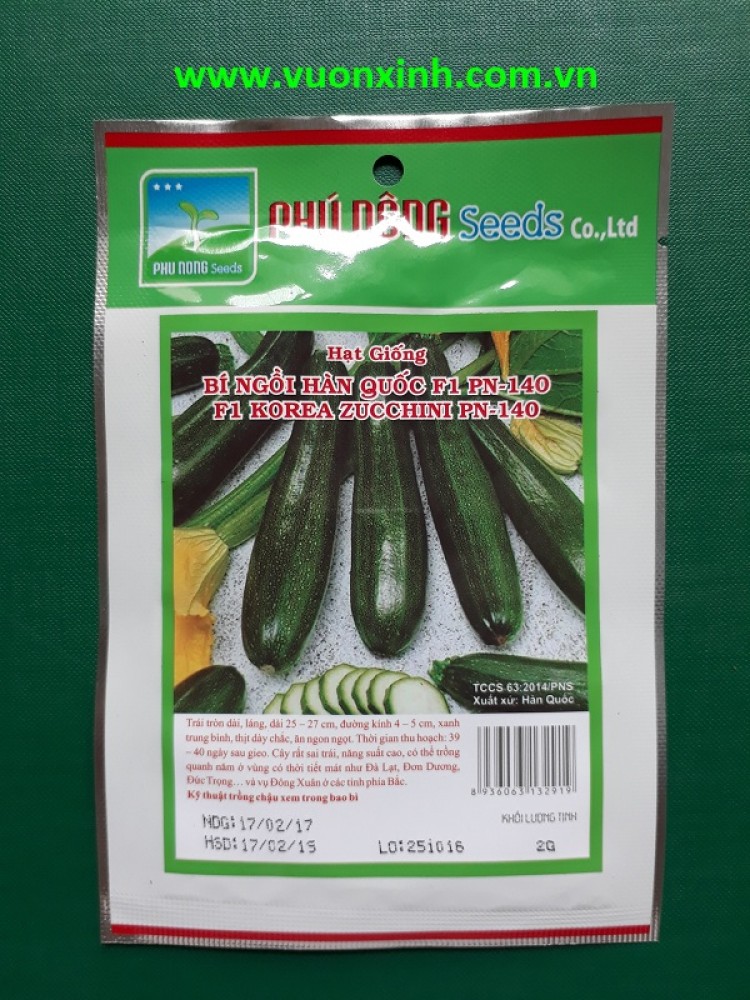 www.vuonxinh.com.vn
PHÚ NÔNG Seeds Co.,Ltd
PHU NONG Seeds
Hạt Giống
BÍ NGỒI HÀN QUỐC F1 PN-140
F1 KOREA ZUCCHINI PN-140
TCCS 63:2014/PNS
Xuất xứ: Hàn Quốc
Trái tròn dài, láng, dài 25 – 27 cm, đường kính 4 – 5 cm, xanh
trung bình, thịt dày chắc, ăn ngon ngọt. Thời gian thu hoạch: 39
– 40 ngày sau gieo. Cây rất sai trái, năng suất cao, có thể trồng
quanh năm ở vùng có thời tiết mát như Đà Lạt, Đơn Dương,
Đức Trọng… và vụ Đông Xuân ở các tỉnh phía Bắc.
Kỹ thuật trồng chậu xem trong bao bì
8 936063 132919
NDG:17/02/17
KHỐI LƯỢNG TỊNH
HSD:17/02/19
LO:251016
2G